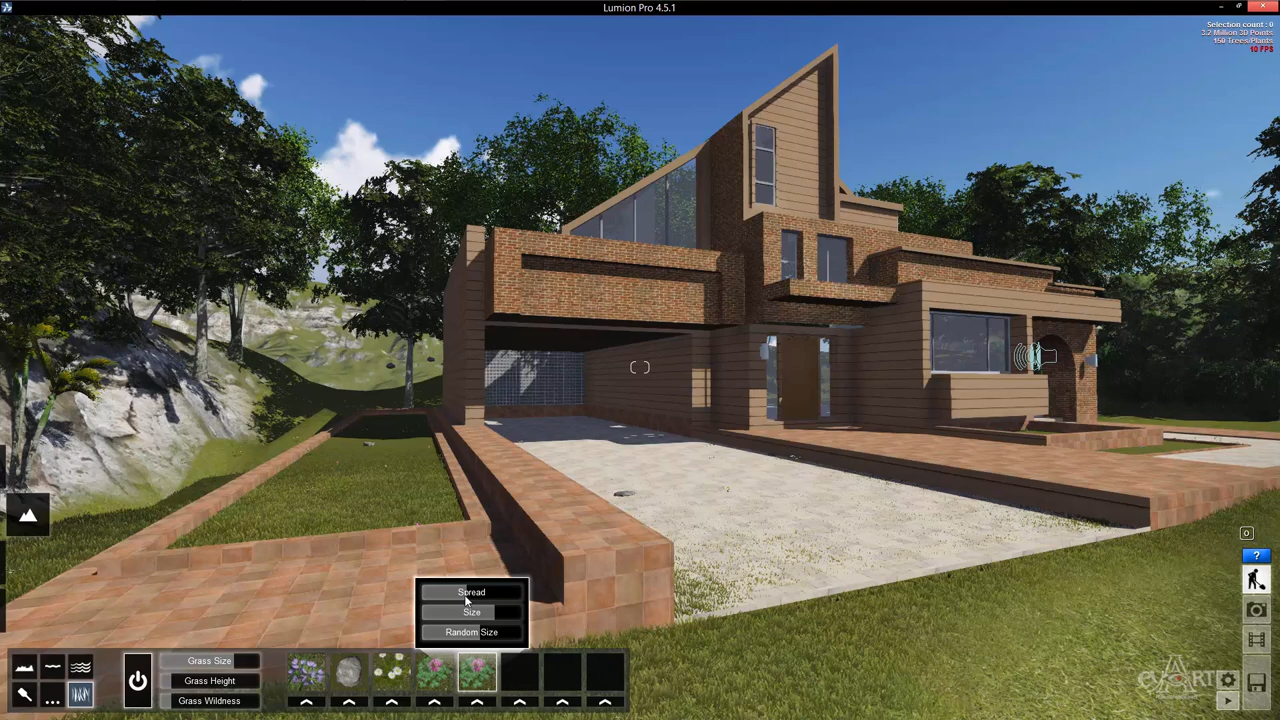 Lumion Pro 4.5.1
Selection count : 0
3.2 Million 3D Points
150 Trees/Plants
10 FPS
O
?
Spread
Size
Random Size
Grass Size
Grass Height
Grass Wildness